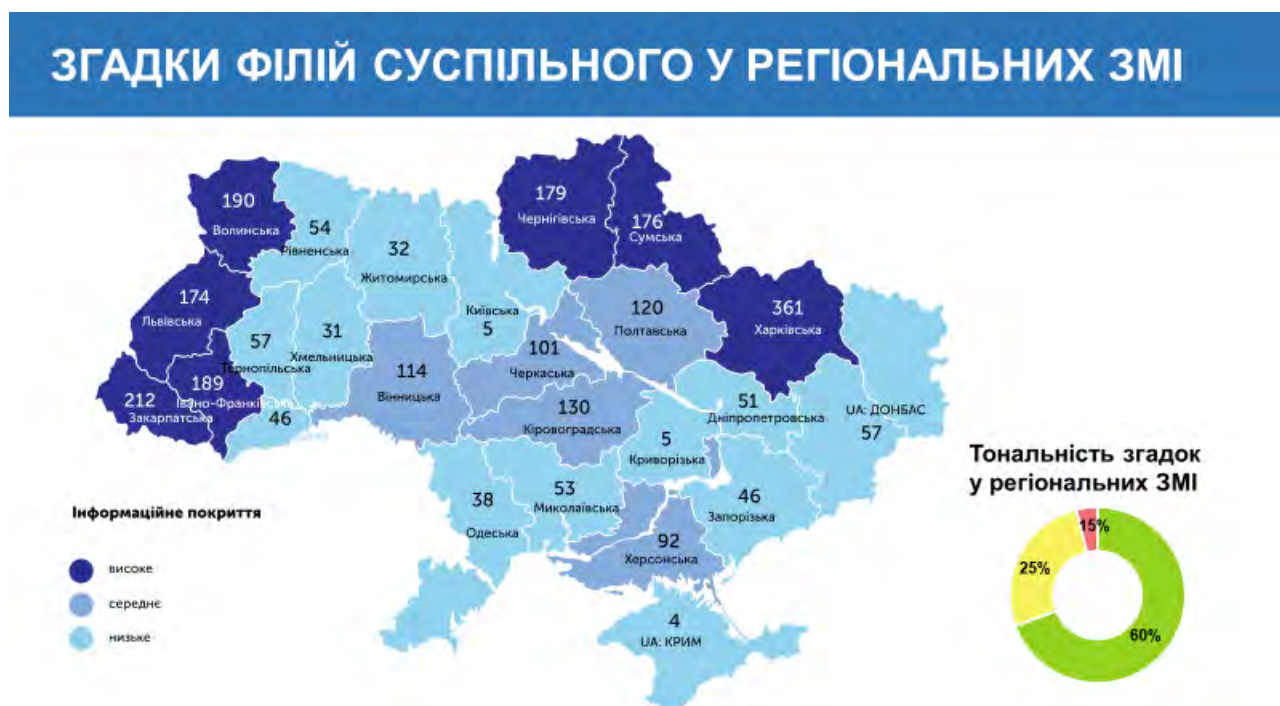 ЗГАДКИ ФІЛІЙ СУСПІЛЬНОГО У РЕГІОНАЛЬНИХ ЗМІ
190
Волинська
54
Рівненська
32
Житомирська
Київська
5
179
Чернігівська
176
Сумська
174
Львівська
57
Тернопільська
31
Хмельницька
114
Вінницька
101
Черкаська
120
Полтавська
361
Харківська
212
Закарпатська
189
46
130
Кіровоградська
51
Дніпропетровська
UA: ДОНБАС
57
5
Криворізька
38
Одеська
53
Миколаївська
46
Запорізька
92
Херсонська
4
UA: КРИМ
Інформаційне покриття
високе
середнє
низьке
Тональність згадок
у регіональних ЗМІ
15%
25%
60%